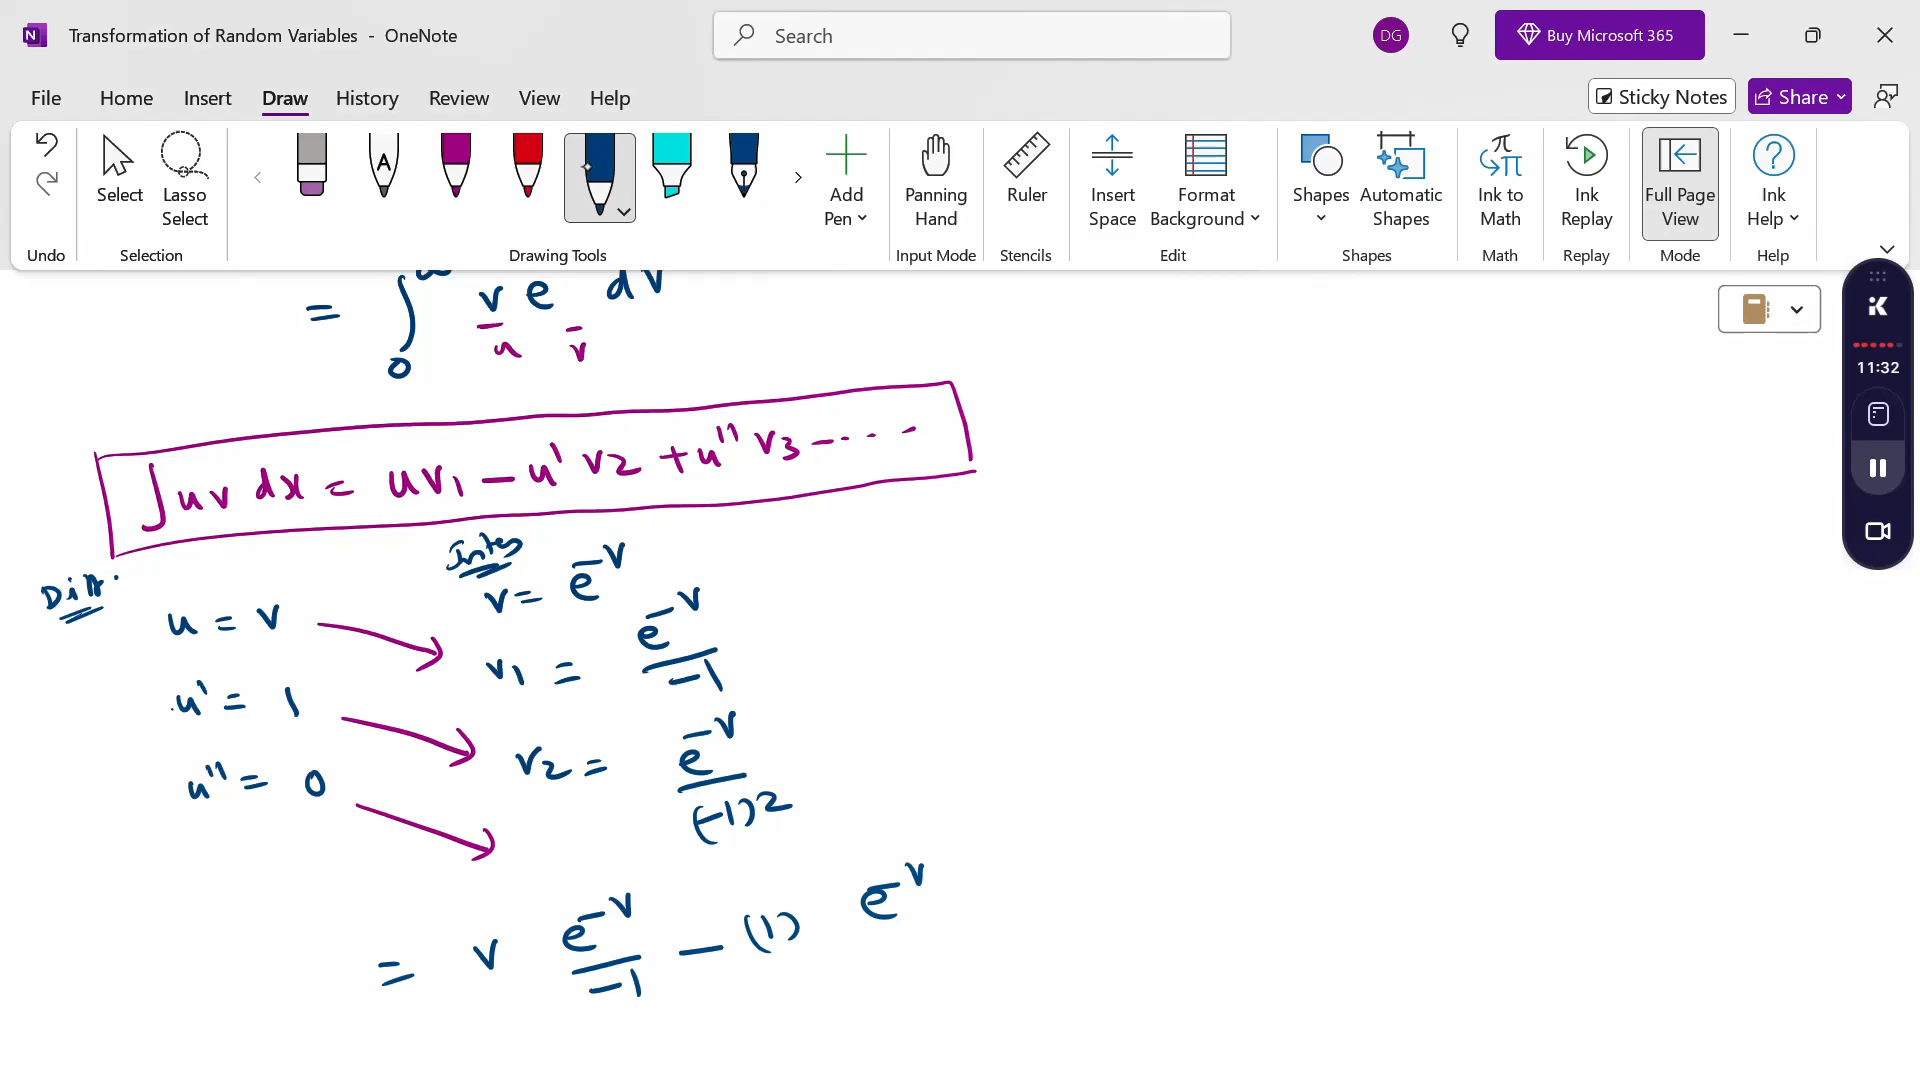 Transformation of Random Variables - OneNote
Search
DG
Buy Microsoft 365
File Home Insert Draw History Review View Help
Sticky Notes
Share
Undo
Select
Lasso Select
Selection
Drawing Tools
Add Pen
Panning Hand
Input Mode
Ruler
Stencils
Insert Space
Format Background
Edit
Shapes
Automatic Shapes
Shapes
Ink to Math
Math
Ink Replay
Replay
Full Page View
Mode
Ink Help
Help
11:32
= ∫₀^∞ v e dv
u v
∫uv dx = uv₁ - u' v₂ + u'' v₃ - ....
Diff. Integ
u = v v = e^-v
u' = 1 v₁ = e^-v / -1
u'' = 0 v₂ = e^-v / (-1)2
= v e^-v / -1 - (1) e^-v